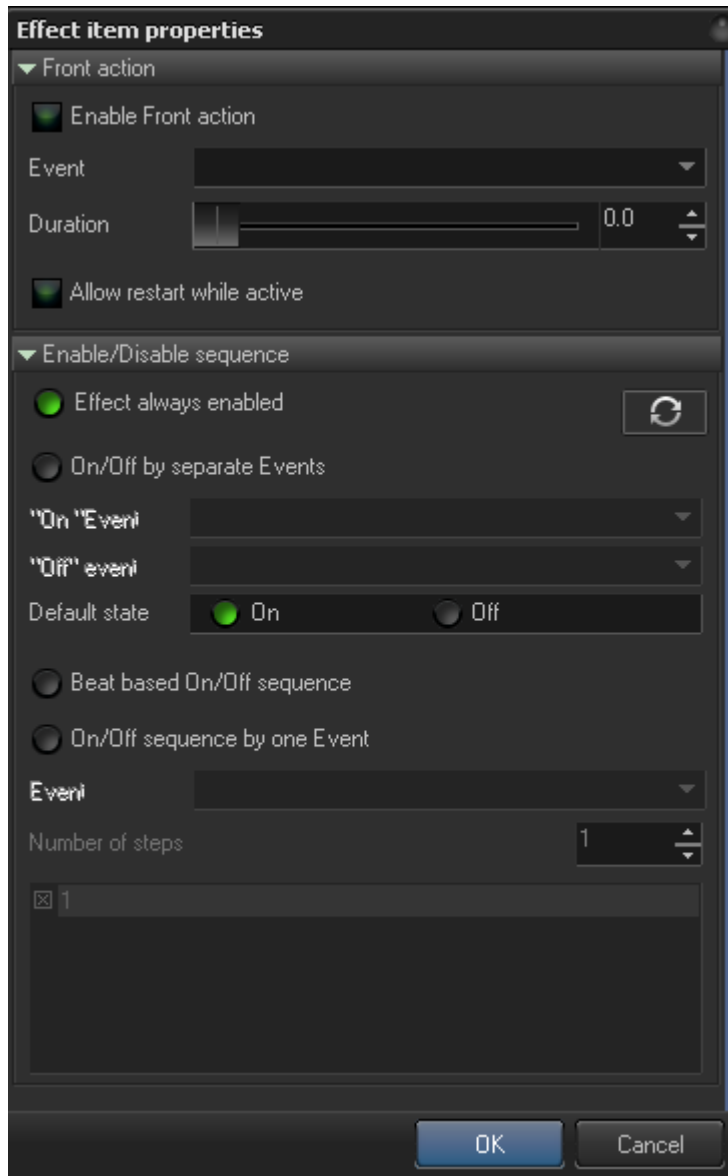 Effect item properties
Front action
Enable Front action
Event
Duration 0.0
Allow restart while active
Enable/Disable sequence
Effect always enabled
On/Off by separate Events
"On "Event
"Off" event
Default state On Off
Beat based On/Off sequence
On/Off sequence by one Event
Event
Number of steps 1
1
OK Cancel